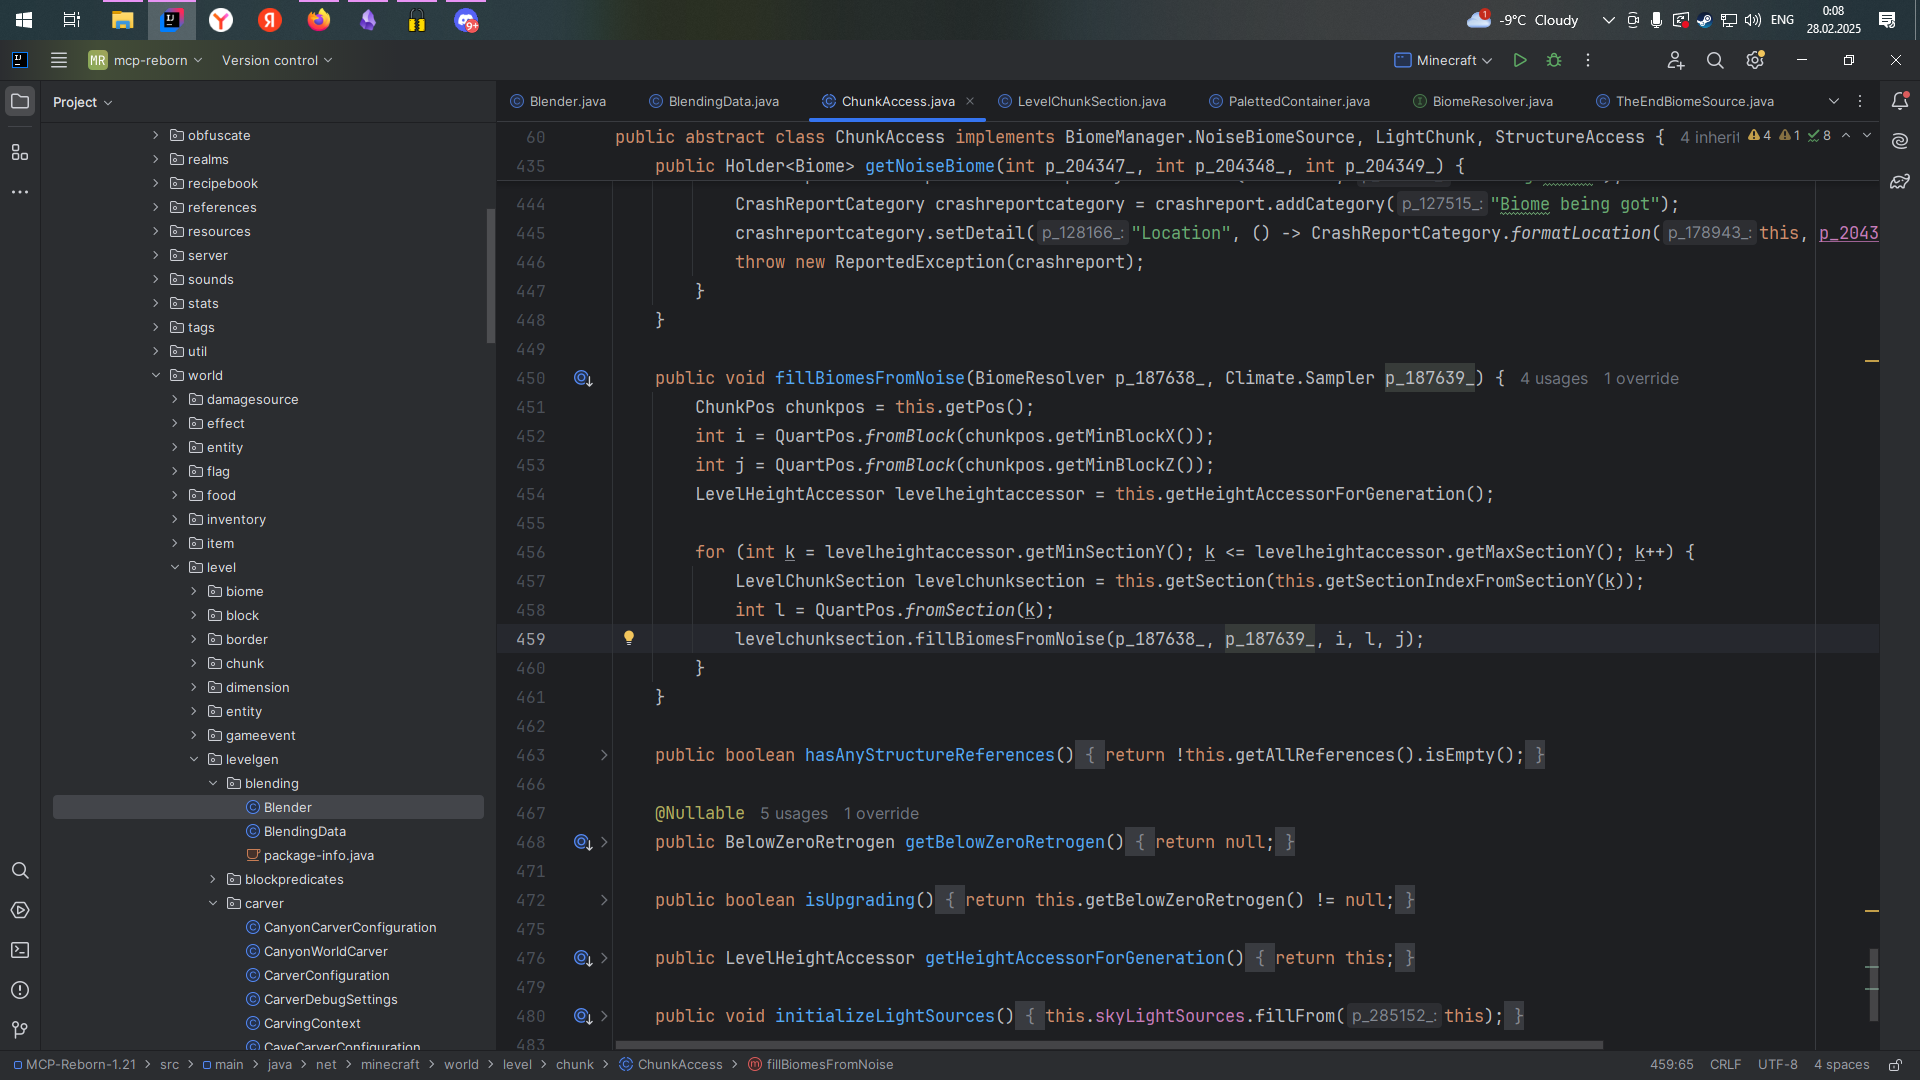 -9°C Cloudy
ENG
0:08
28.02.2025
MR mcp-reborn
Version control
Minecraft
Project
Blender.java
BlendingData.java
ChunkAccess.java
LevelChunkSection.java
PalettedContainer.java
BiomeResolver.java
TheEndBiomeSource.java
obfuscate
realms
recipebook
references
resources
server
sounds
stats
tags
util
world
damagesource
effect
entity
flag
food
inventory
item
level
biome
block
border
chunk
dimension
entity
gameevent
levelgen
blending
Blender
BlendingData
package-info.java
blockpredicates
carver
CanyonCarverConfiguration
CanyonWorldCarver
CarverConfiguration
CarverDebugSettings
CarvingContext
CaveCarverConfiguration
60 public abstract class ChunkAccess implements BiomeManager.NoiseBiomeSource, LightChunk, StructureAccess { 4 inherit 4 1 8
435 public Holder<Biome> getNoiseBiome(int p_204347_, int p_204348_, int p_204349_) {
444 CrashReportCategory crashreportcategory = crashreport.addCategory( p_127515_: "Biome being got");
445 crashreportcategory.setDetail( p_128166_: "Location", () -> CrashReportCategory.formatLocation( p_178943_: this, p_2043
446 throw new ReportedException(crashreport);
447 }
448 }
449
450 public void fillBiomesFromNoise(BiomeResolver p_187638_, Climate.Sampler p_187639_) { 4 usages 1 override
451 ChunkPos chunkpos = this.getPos();
452 int i = QuartPos.fromBlock(chunkpos.getMinBlockX());
453 int j = QuartPos.fromBlock(chunkpos.getMinBlockZ());
454 LevelHeightAccessor levelheightaccessor = this.getHeightAccessorForGeneration();
455
456 for (int k = levelheightaccessor.getMinSectionY(); k <= levelheightaccessor.getMaxSectionY(); k++) {
457 LevelChunkSection levelchunksection = this.getSection(this.getSectionIndexFromSectionY(k));
458 int l = QuartPos.fromSection(k);
459 levelchunksection.fillBiomesFromNoise(p_187638_, p_187639_, i, l, j);
460 }
461 }
462
463 public boolean hasAnyStructureReferences() { return !this.getAllReferences().isEmpty(); }
466
467 @Nullable 5 usages 1 override
468 public BelowZeroRetrogen getBelowZeroRetrogen() { return null; }
471
472 public boolean isUpgrading() { return this.getBelowZeroRetrogen() != null; }
475
476 public LevelHeightAccessor getHeightAccessorForGeneration() { return this; }
479
480 public void initializeLightSources() { this.skyLightSources.fillFrom( p_285152_: this); }
483
MCP-Reborn-1.21 > src > main > java > net > minecraft > world > level > chunk > ChunkAccess > fillBiomesFromNoise
459:65 CRLF UTF-8 4 spaces